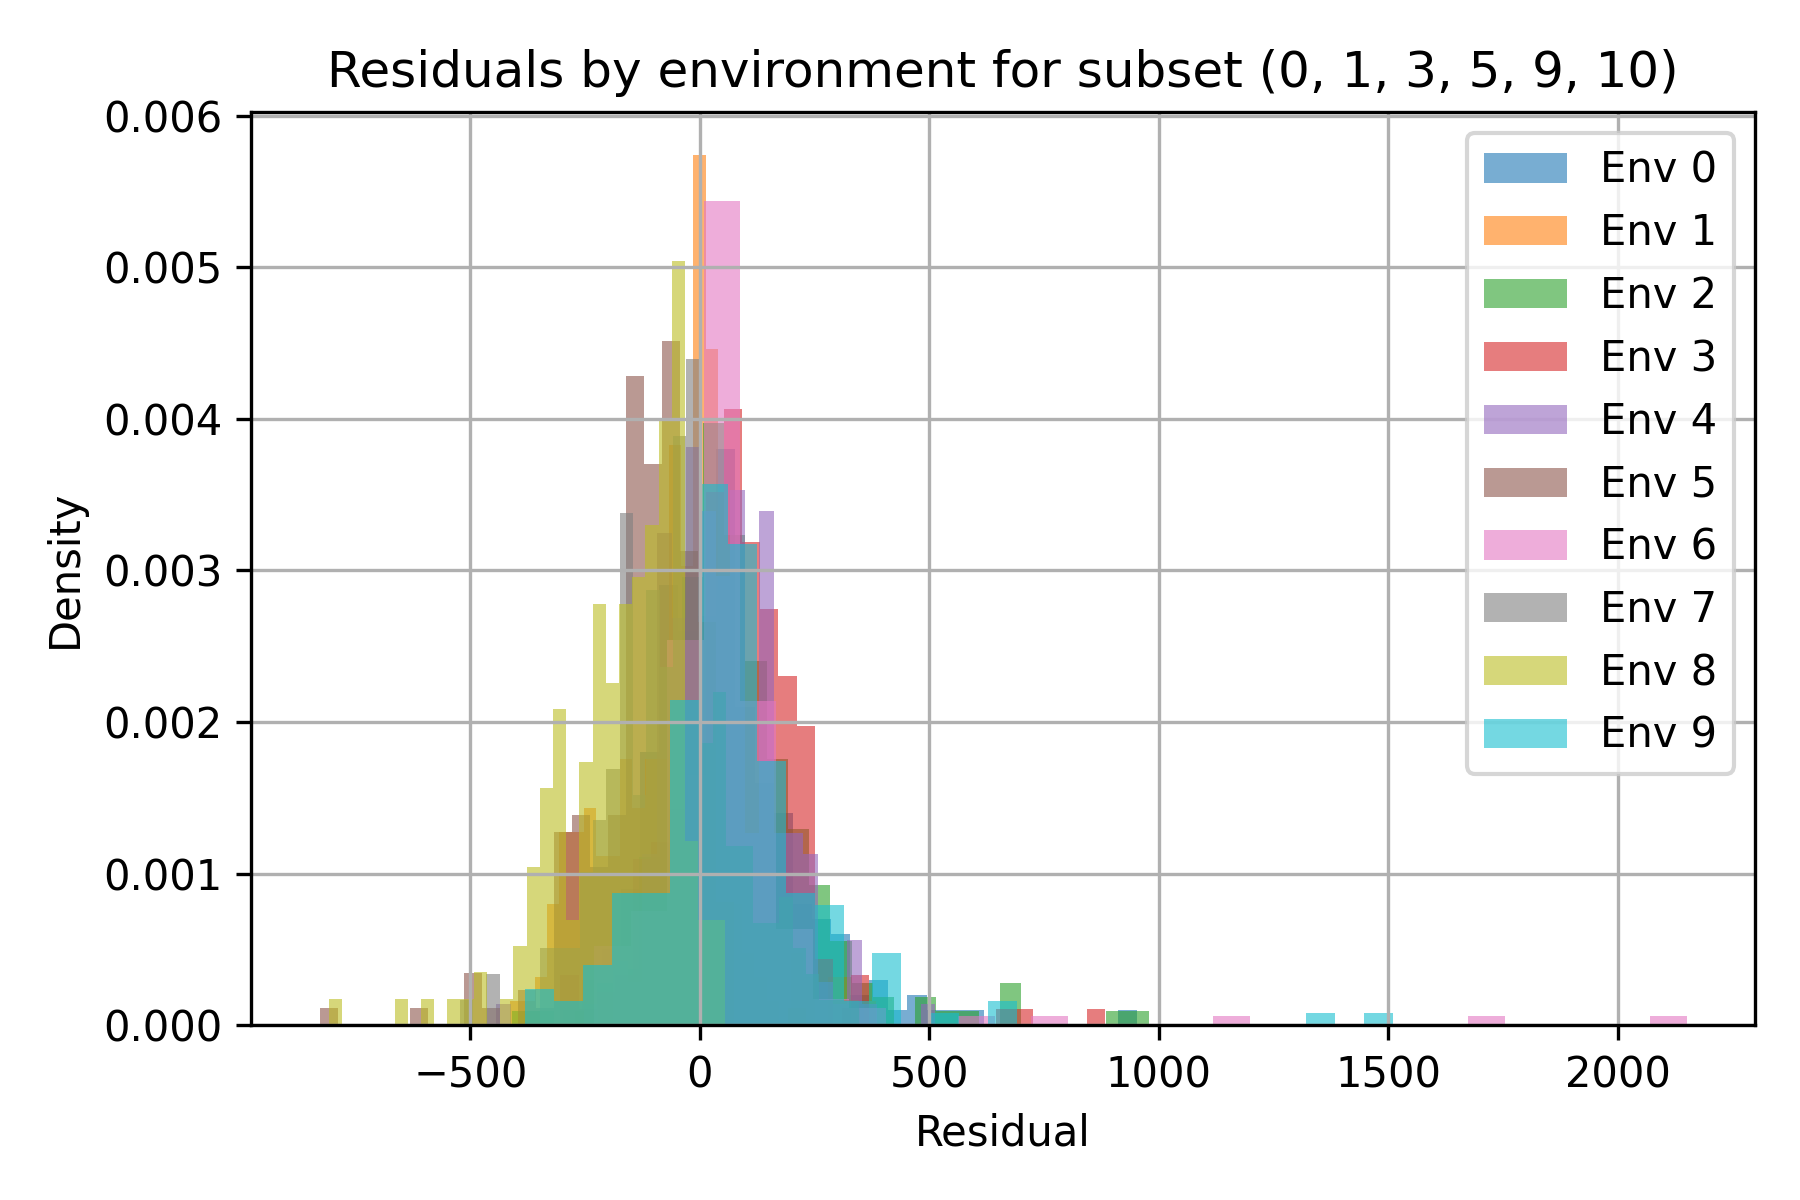 Residuals by environment for subset (0, 1, 3, 5, 9, 10)
0.006
0.005
0.004
0.003
0.002
0.001
0.000
Density
−500
0
500
1000
1500
2000
Residual
Env 0
Env 1
Env 2
Env 3
Env 4
Env 5
Env 6
Env 7
Env 8
Env 9